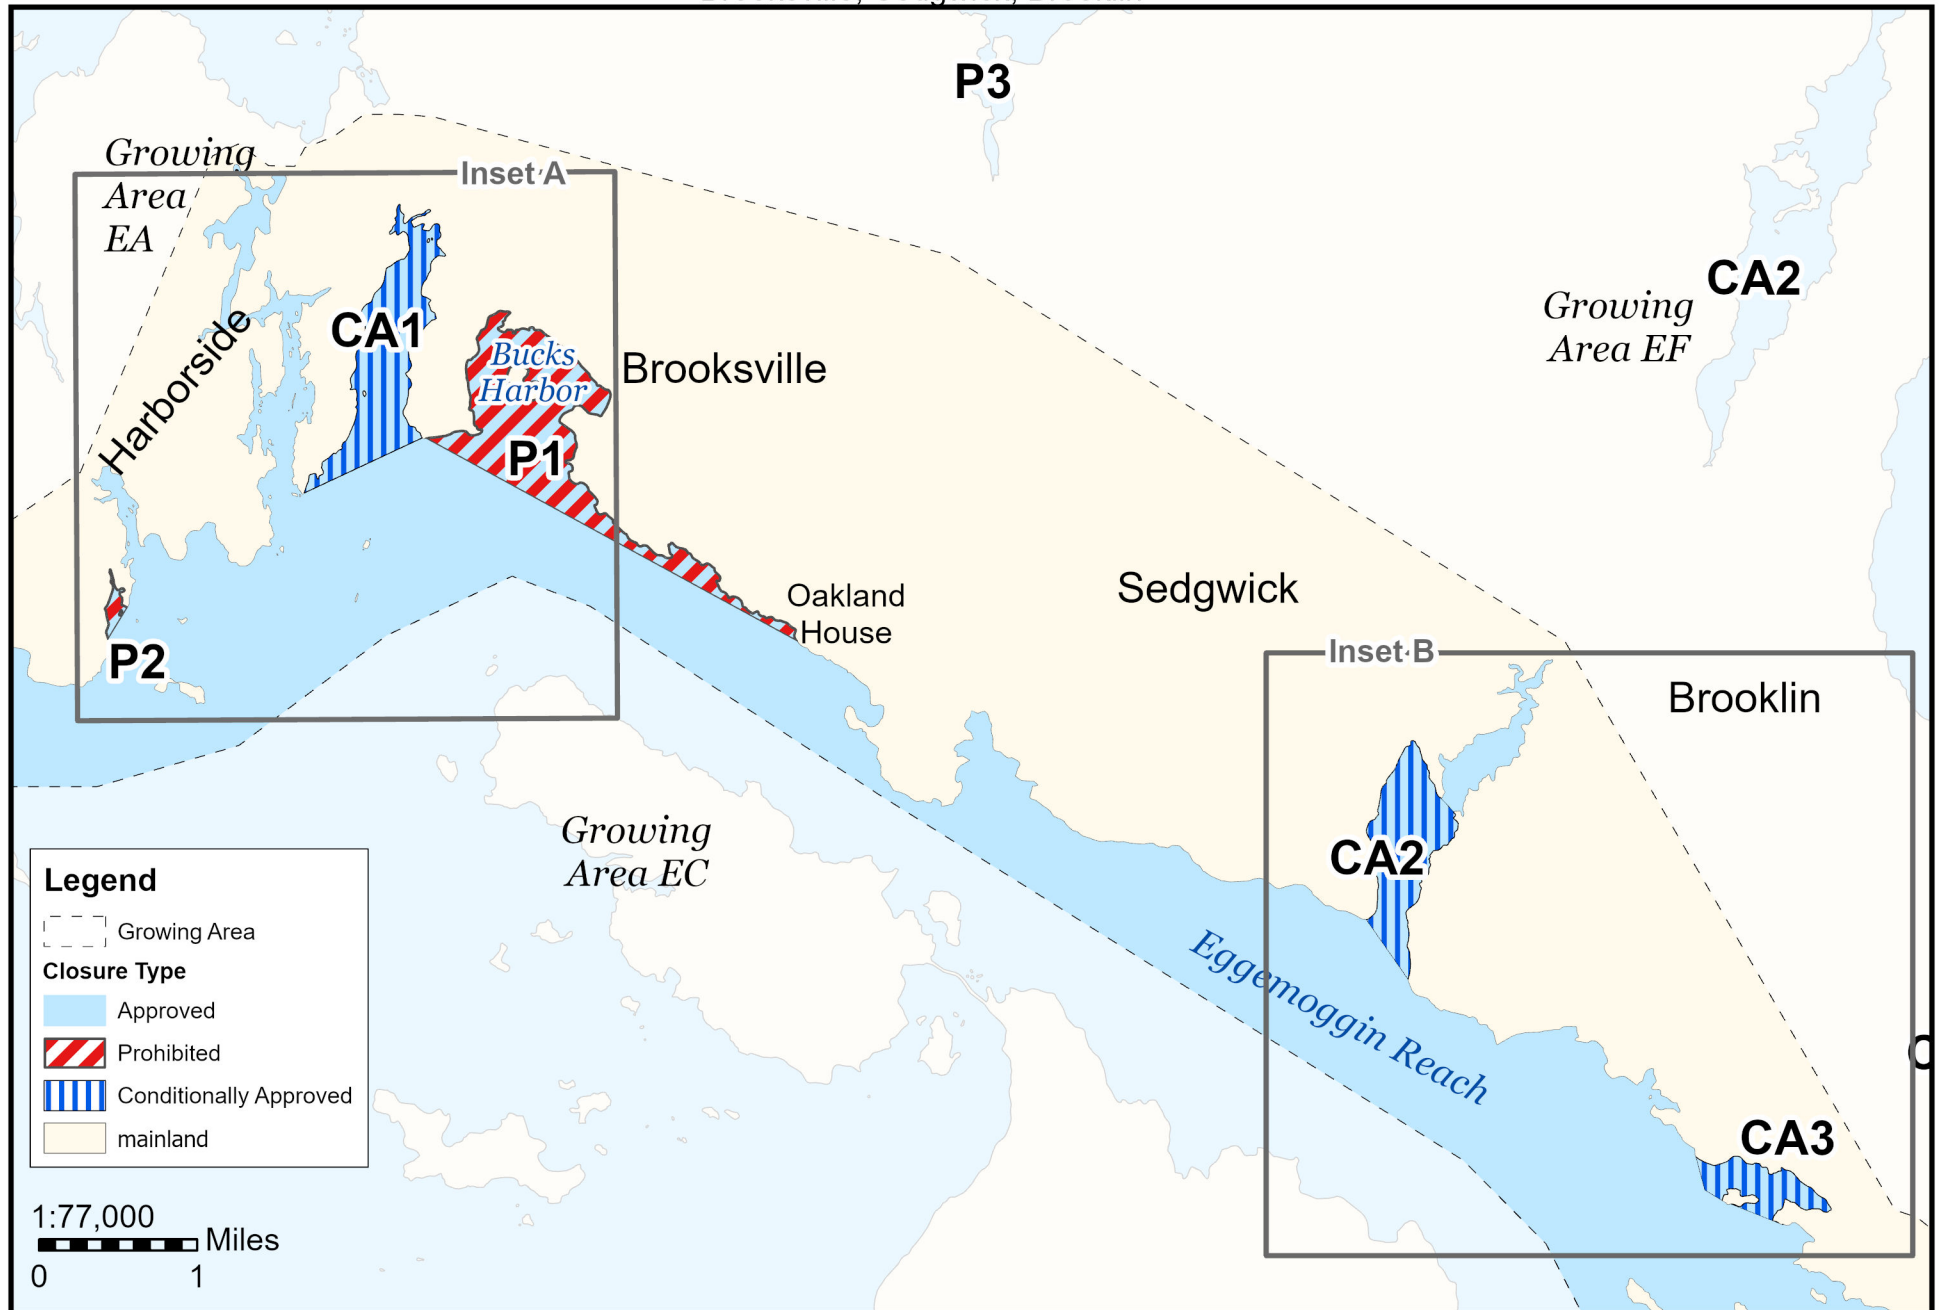 P3
Growing
Area
EA
Inset A
CA1
Harborside
Bucks
Harbor
Brooksville
P1
P2
CA2
Growing
Area EF
Oakland
House
Sedgwick
Inset B
Brooklin
CA2
Growing
Area EC
Eggemoggin Reach
CA3
Legend
Growing Area
Closure Type
Approved
Prohibited
Conditionally Approved
mainland
1:77,000
Miles
0 1